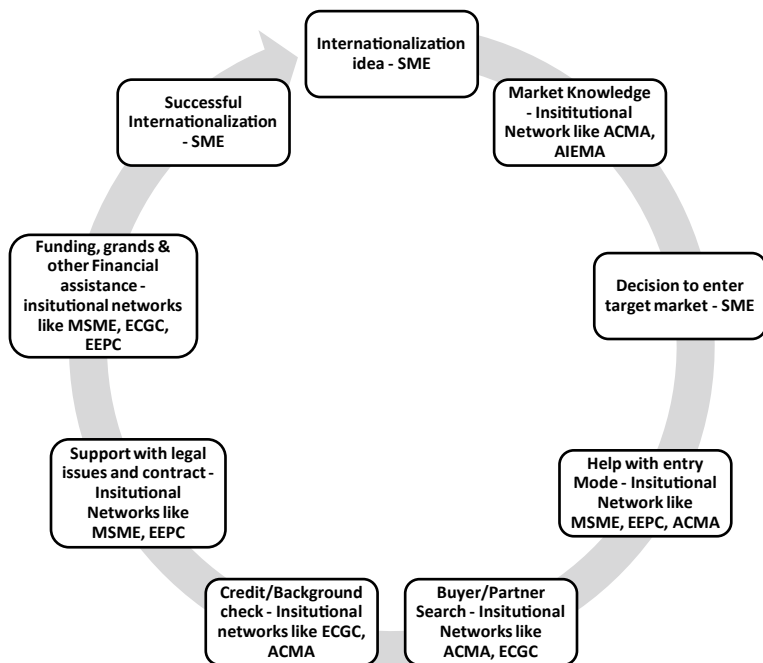 Internationalization
idea - SME
Market Knowledge
- Insititutional
Network like ACMA,
AIEMA
Decision to enter
target market - SME
Help with entry
Mode - Insitutional
Network like
MSME, EEPC, ACMA
Buyer/Partner
Search - Insitutional
Networks like
ACMA, ECGC
Credit/Background
check - Insitutional
networks like ECGC,
ACMA
Support with legal
issues and contract -
Insitutional
Networks like
MSME, EEPC
Funding, grands &
other Financial
assistance -
insitutional networks
like MSME, ECGC,
EEPC
Successful
Internationalization
- SME